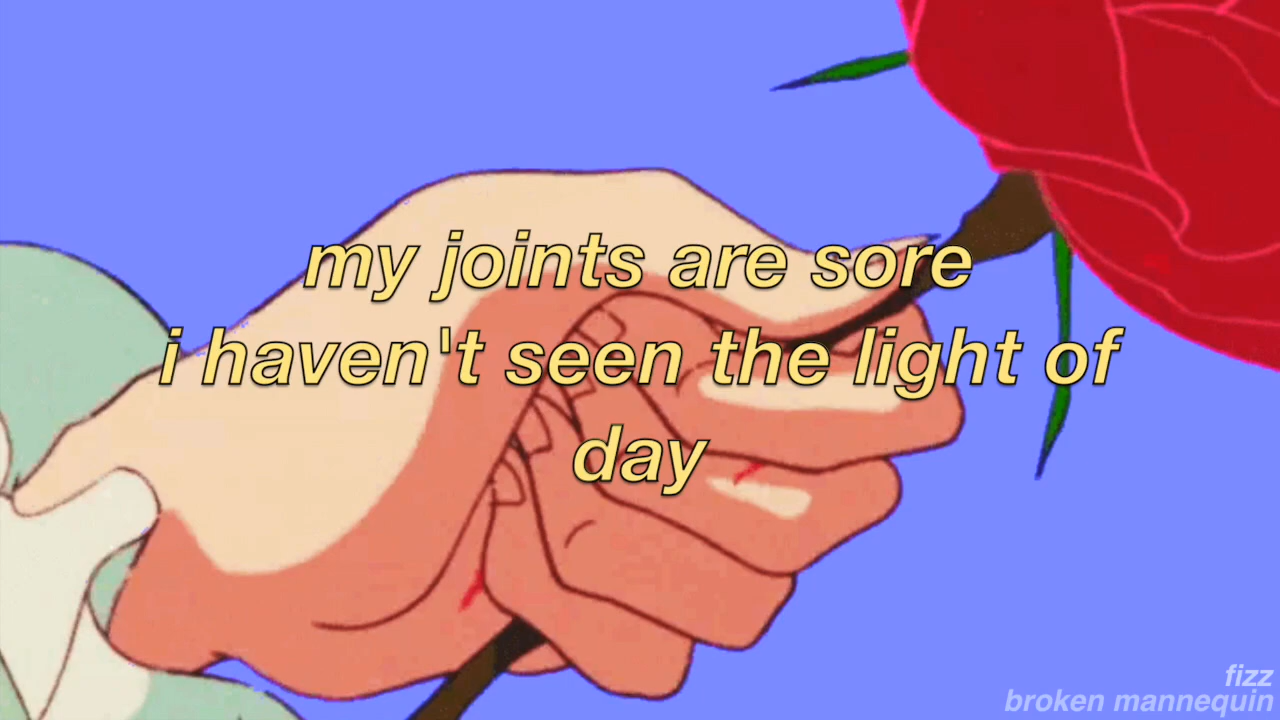 my joints are sore
i haven't seen the light of
day
fizz
broken mannequin